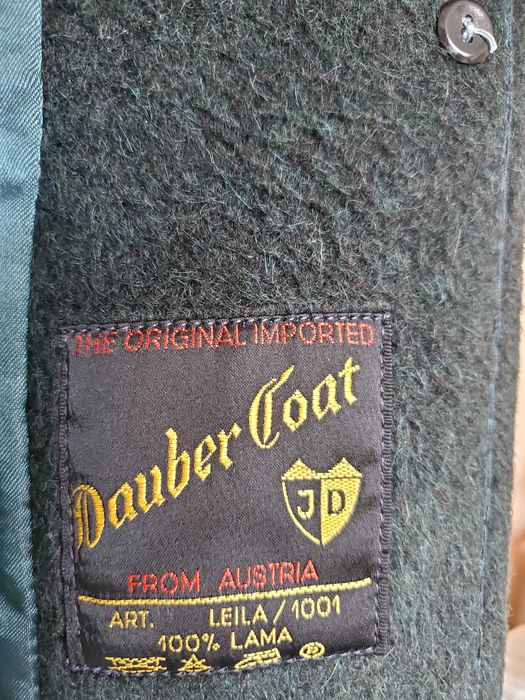 THE ORIGINAL IMPORTED
Dauber Coat
JD
FROM AUSTRIA
ART. LEILA/1001
100% LAMA
P